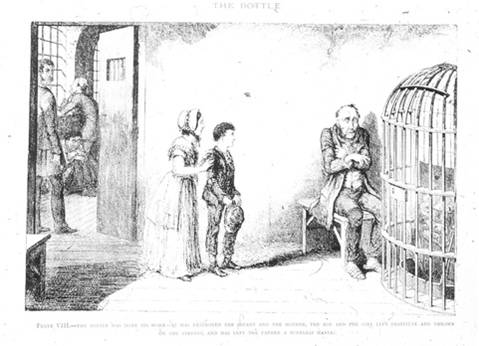 THE BOTTLE
PLATE VIII.—THE BOTTLE HAS DONE ITS WORK—IT HAS DESTROYED THE INFANT AND THE MOTHER, THE BOY AND THE GIRL LEFT DESTITUTE AND THROWN
ON THE STREETS, AND HAS LEFT THE FATHER A HOPELESS MANIAC.